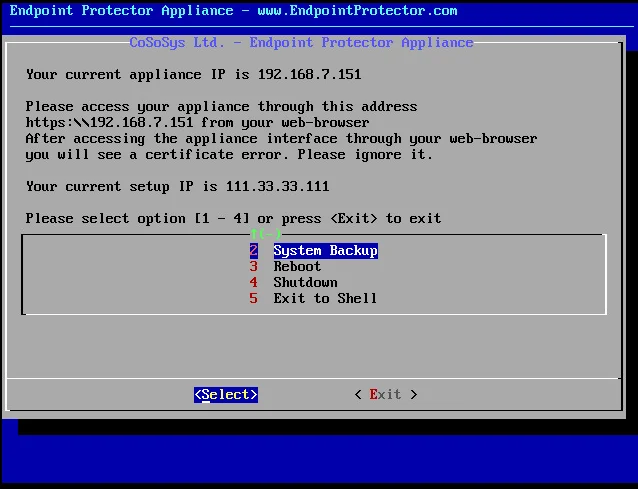 Endpoint Protector Appliance - www.EndpointProtector.com
CoSoSys Ltd. - Endpoint Protector Appliance
Your current appliance IP is 192.168.7.151
Please access your appliance through this address
https:\\192.168.7.151 from your web-browser
After accessing the appliance interface through your web-browser
you will see a certificate error. Please ignore it.
Your current setup IP is 111.33.33.111
Please select option [1 - 4] or press <Exit> to exit
↑(-)
2 System Backup
3 Reboot
4 Shutdown
5 Exit to Shell
<Select> < Exit >